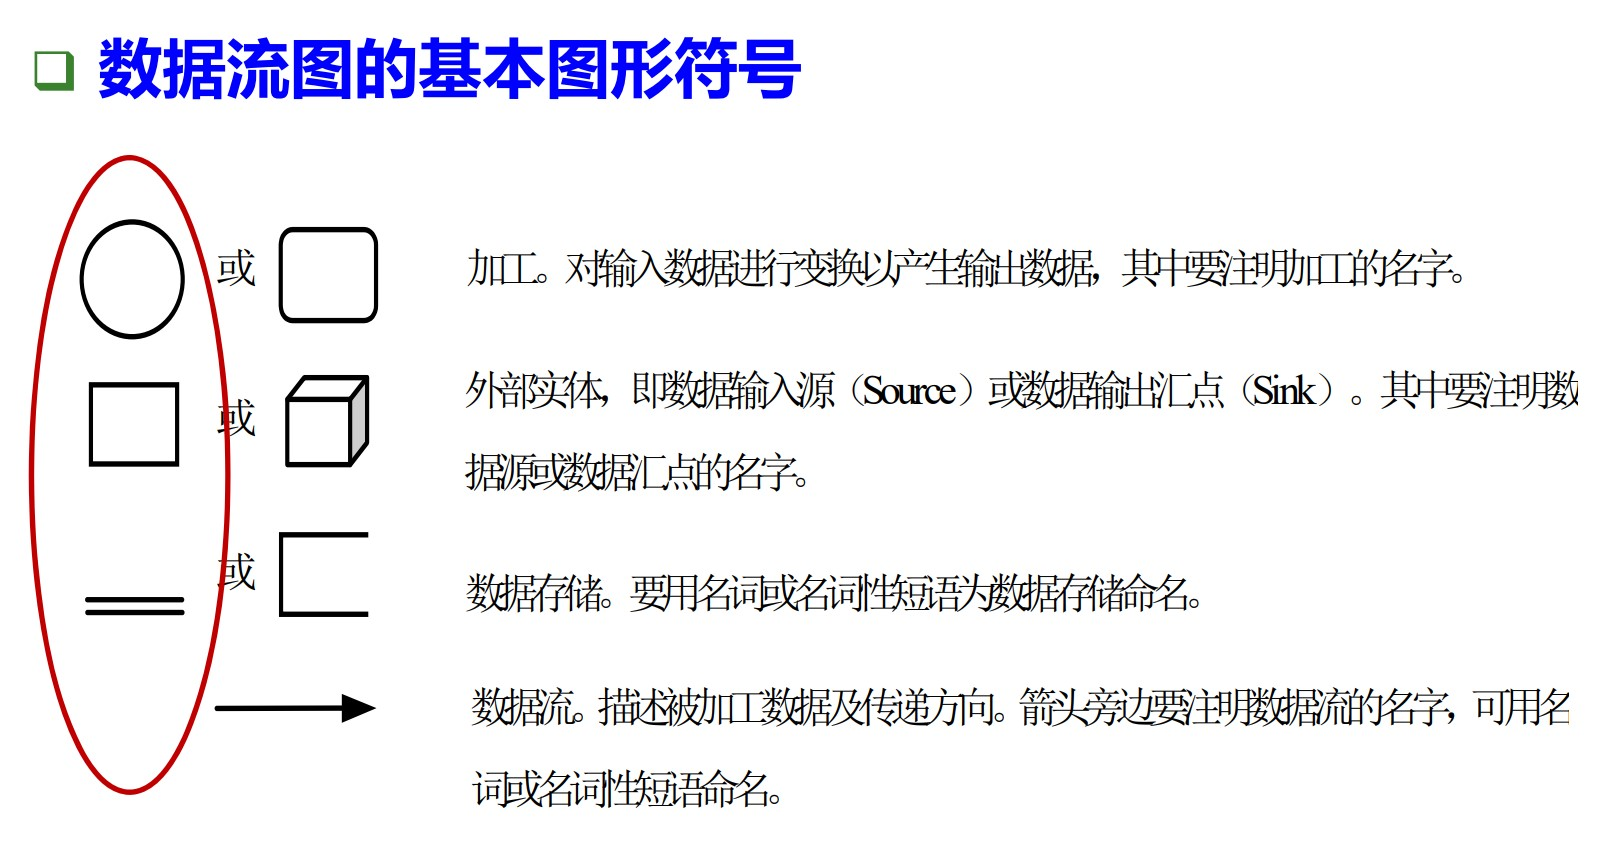 数据流图的基本图形符号
或
加工。对输入数据进行变换以产生输出数据，其中要注明加工的名字。
或
外部实体，即数据输入源（Source）或数据输出汇点（Sink）。其中要注明数
据源或数据汇点的名字。
或
数据存储。要用名词或名词性短语为数据存储命名。
数据流。描述被加工数据及传递方向。箭头旁边要注明数据流的名字，可用名
词或名词性短语命名。